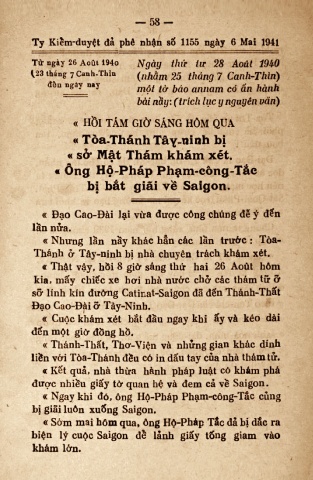 — 58 —
Ty Kiểm-duyệt đả phê nhận số 1155 ngày 6 Mai 1941
Từ ngày 26 Août 1940
(23 tháng 7 Canh-Thìn
đến ngày nay
Ngày thứ tư 28 Août 1940
(nhằm 25 tháng 7 Canh-Thìn)
một tờ báo annam có ấn hành
bài nầy: (trích lục y nguyên văn)
« HỒI TÁM GIỜ SÁNG HÔM QUA
« Tòa-Thánh Tây-ninh bị
« sở Mật Thám khám xét.
« Ông Hộ-Pháp Phạm-công-Tắc
bị bắt giãi về Saigon.
« Đạo Cao-Đài lại vừa được công chúng để ý đến
lần nữa.
« Nhưng lần nầy khác hẳn các lần trước : Tòa-
Thánh ở Tây-ninh bị nhà chuyên trách khám xét.
« Thật vậy, hồi 8 giờ sáng thứ hai 26 Août hôm
kia, mấy chiếc xe hơi nhà nước chở các thám tử ở
sở lính kín đường Catinat-Saigon đã đến Thánh-Thất
Đạo Cao-Đài ở Tây-Ninh.
« Cuộc khám xét bắt đầu ngay khi ấy và kéo dài
đến một giờ đồng hồ.
« Thánh-Thất, Thơ-Viện và những gian khác dính
liền với Tòa-Thánh đều có in dấu tay của nhà thám tử.
« Kết quả, nhà thừa hành pháp luật có khám phá
được nhiều giấy tờ quan hệ và đem cả về Saigon.
« Ngay khi đó, ông Hộ-Pháp Phạm-công-Tắc cũng
bị giãi luôn xuống Saigon.
« Sớm mai hôm qua, ông Hộ-Pháp Tắc đả bị dắc ra
biện lý cuộc Saigon để lảnh giấy tống giam vào
khám lớn.